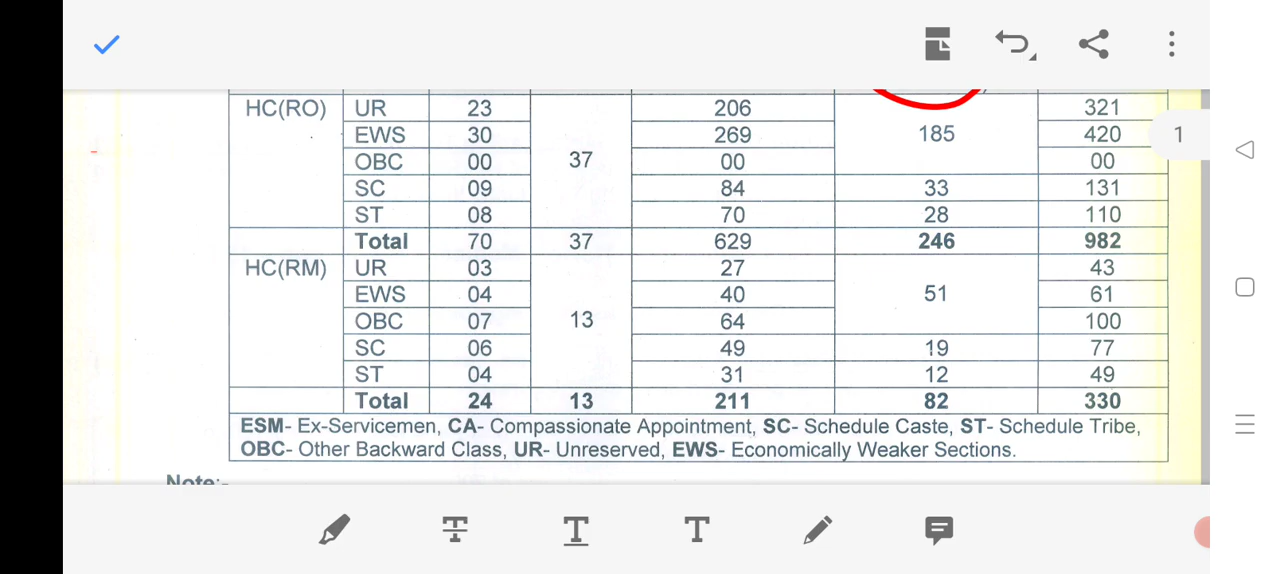 HC(RO) UR 23 206 321
EWS 30 269 185 420
1
OBC 00 37 00 00
SC 09 84 33 131
ST 08 70 28 110
Total 70 37 629 246 982
HC(RM) UR 03 27 43
EWS 04 40 51 61
OBC 07 13 64 100
SC 06 49 19 77
ST 04 31 12 49
Total 24 13 211 82 330
ESM- Ex-Servicemen, CA- Compassionate Appointment, SC- Schedule Caste, ST- Schedule Tribe,
OBC- Other Backward Class, UR- Unreserved, EWS- Economically Weaker Sections.
Note:-